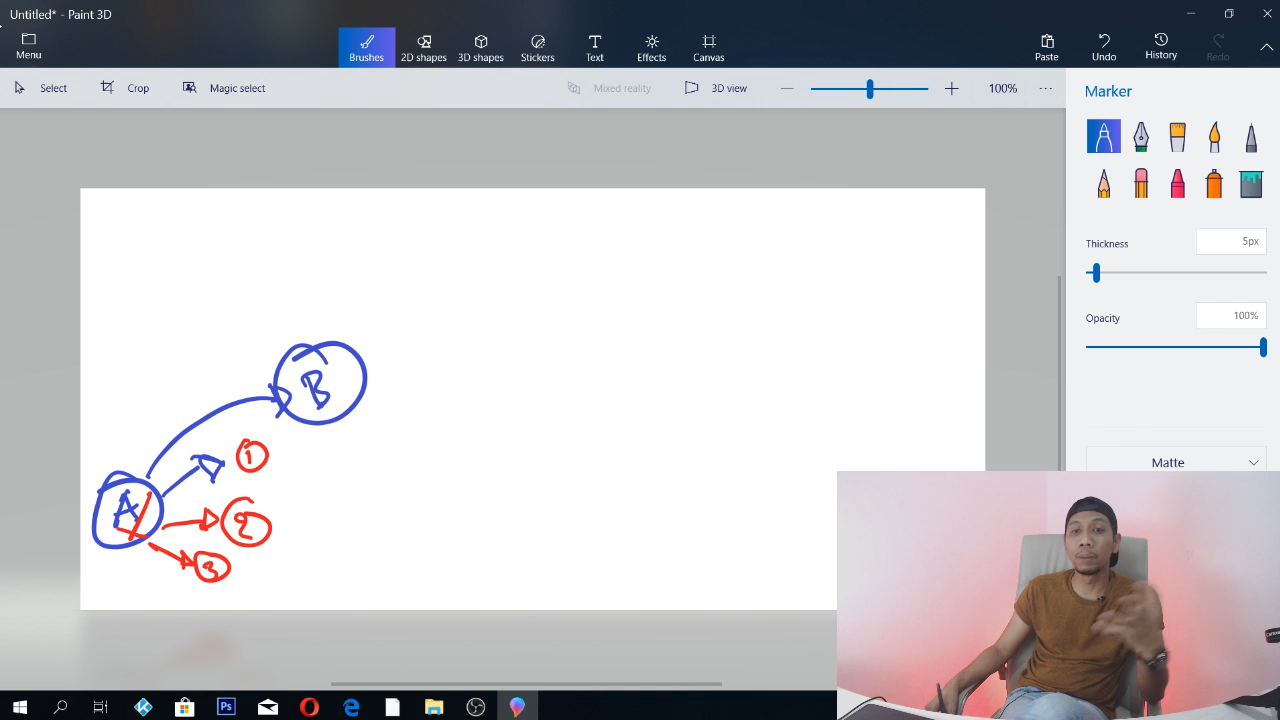 Untitled* - Paint 3D
Menu
Brushes
2D shapes
3D shapes
Stickers
Text
Effects
Canvas
Paste
Undo
History
Redo
Select
Crop
Magic select
Mixed reality
3D view
100%
Marker
Thickness
5px
Opacity
100%
Matte
B
1
A
2
3
Ps